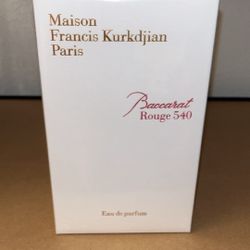 Maison
Francis Kurkdjian
Paris
Baccarat
Rouge 540
Eau de parfum